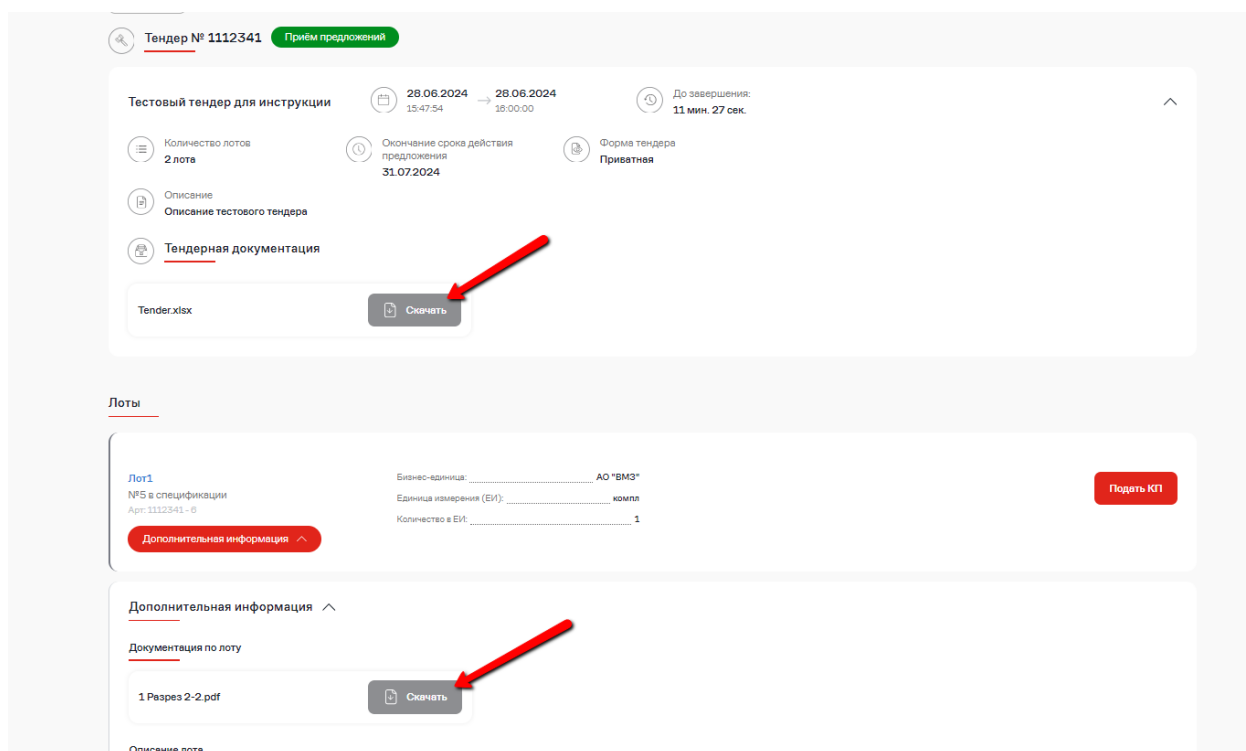 Тендер № 1112341 Приём предложений
Тестовый тендер для инструкции
28.06.2024 → 28.06.2024
15:47:54 16:00:00
До завершения:
11 мин. 27 сек.
Количество лотов
2 лота
Окончание срока действия
предложения
31.07.2024
Форма тендера
Приватная
Описание
Описание тестового тендера
Тендерная документация
Tender.xlsx Скачать
Лоты
Лот1
№5 в спецификации
Арт: 1112341 - 6
Дополнительная информация
Бизнес-единица: АО "ВМЗ"
Единица измерения (ЕИ): компл
Количество в ЕИ: 1
Подать КП
Дополнительная информация
Документация по лоту
1 Разрез 2-2.pdf Скачать
Описание лота